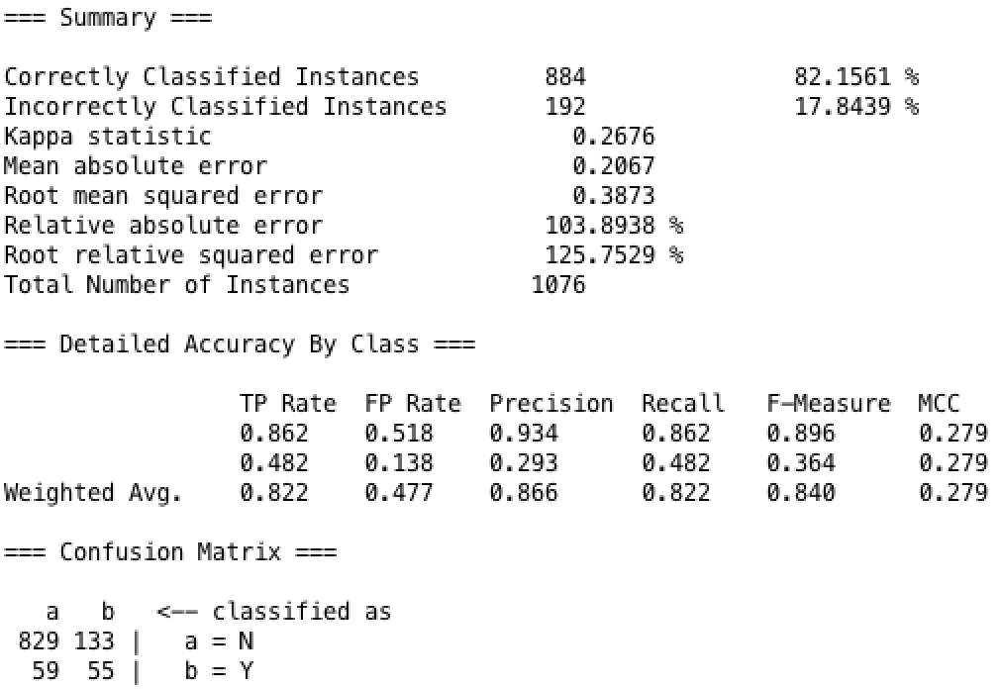 === Summary ===
Correctly Classified Instances 884 82.1561 %
Incorrectly Classified Instances 192 17.8439 %
Kappa statistic 0.2676
Mean absolute error 0.2067
Root mean squared error 0.3873
Relative absolute error 103.8938 %
Root relative squared error 125.7529 %
Total Number of Instances 1076
=== Detailed Accuracy By Class ===
TP Rate FP Rate Precision Recall F-Measure MCC
0.862 0.518 0.934 0.862 0.896 0.279
0.482 0.138 0.293 0.482 0.364 0.279
Weighted Avg. 0.822 0.477 0.866 0.822 0.840 0.279
=== Confusion Matrix ===
a b <-- classified as
829 133 | a = N
59 55 | b = Y